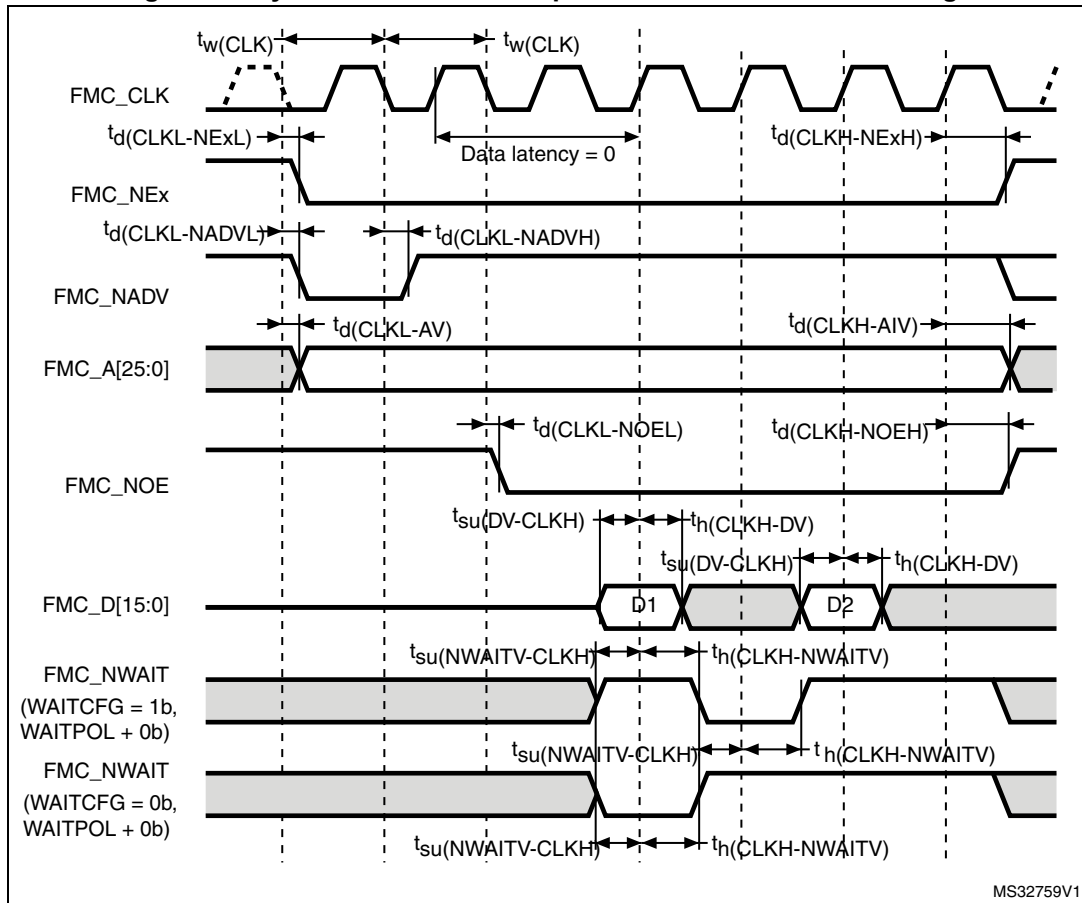 tw(CLK) tw(CLK)
FMC_CLK
td(CLKL-NExL) Data latency = 0 td(CLKH-NExH)
FMC_NEx
td(CLKL-NADVL) td(CLKL-NADVH)
FMC_NADV
td(CLKL-AV) td(CLKH-AIV)
FMC_A[25:0]
td(CLKL-NOEL) td(CLKH-NOEH)
FMC_NOE
tsu(DV-CLKH) th(CLKH-DV)
tsu(DV-CLKH) th(CLKH-DV)
FMC_D[15:0] D1 D2
tsu(NWAITV-CLKH) th(CLKH-NWAITV)
FMC_NWAIT
(WAITCFG = 1b,
WAITPOL + 0b)
tsu(NWAITV-CLKH) t h(CLKH-NWAITV)
FMC_NWAIT
(WAITCFG = 0b,
WAITPOL + 0b)
tsu(NWAITV-CLKH) th(CLKH-NWAITV)
MS32759V1